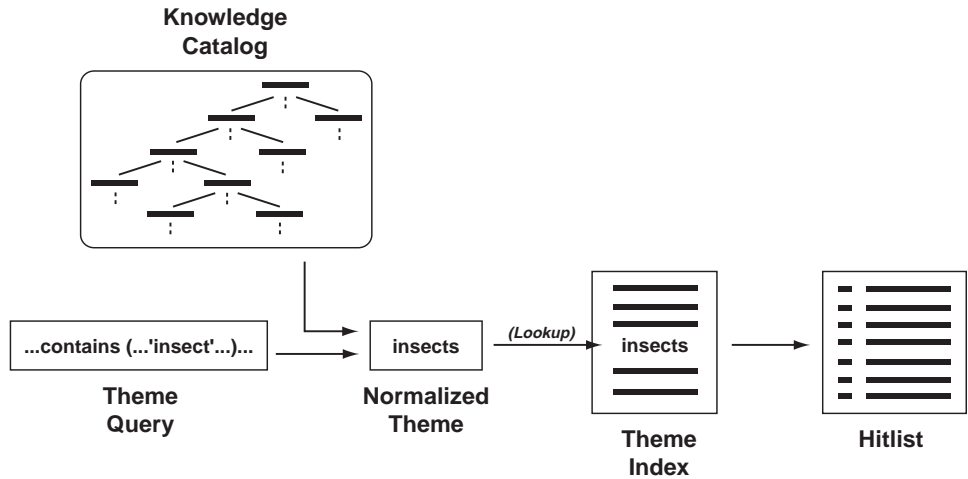 Knowledge
Catalog
...contains (...'insect'...)...
Theme
Query
insects
Normalized
Theme
(Lookup)
insects
Theme
Index
Hitlist